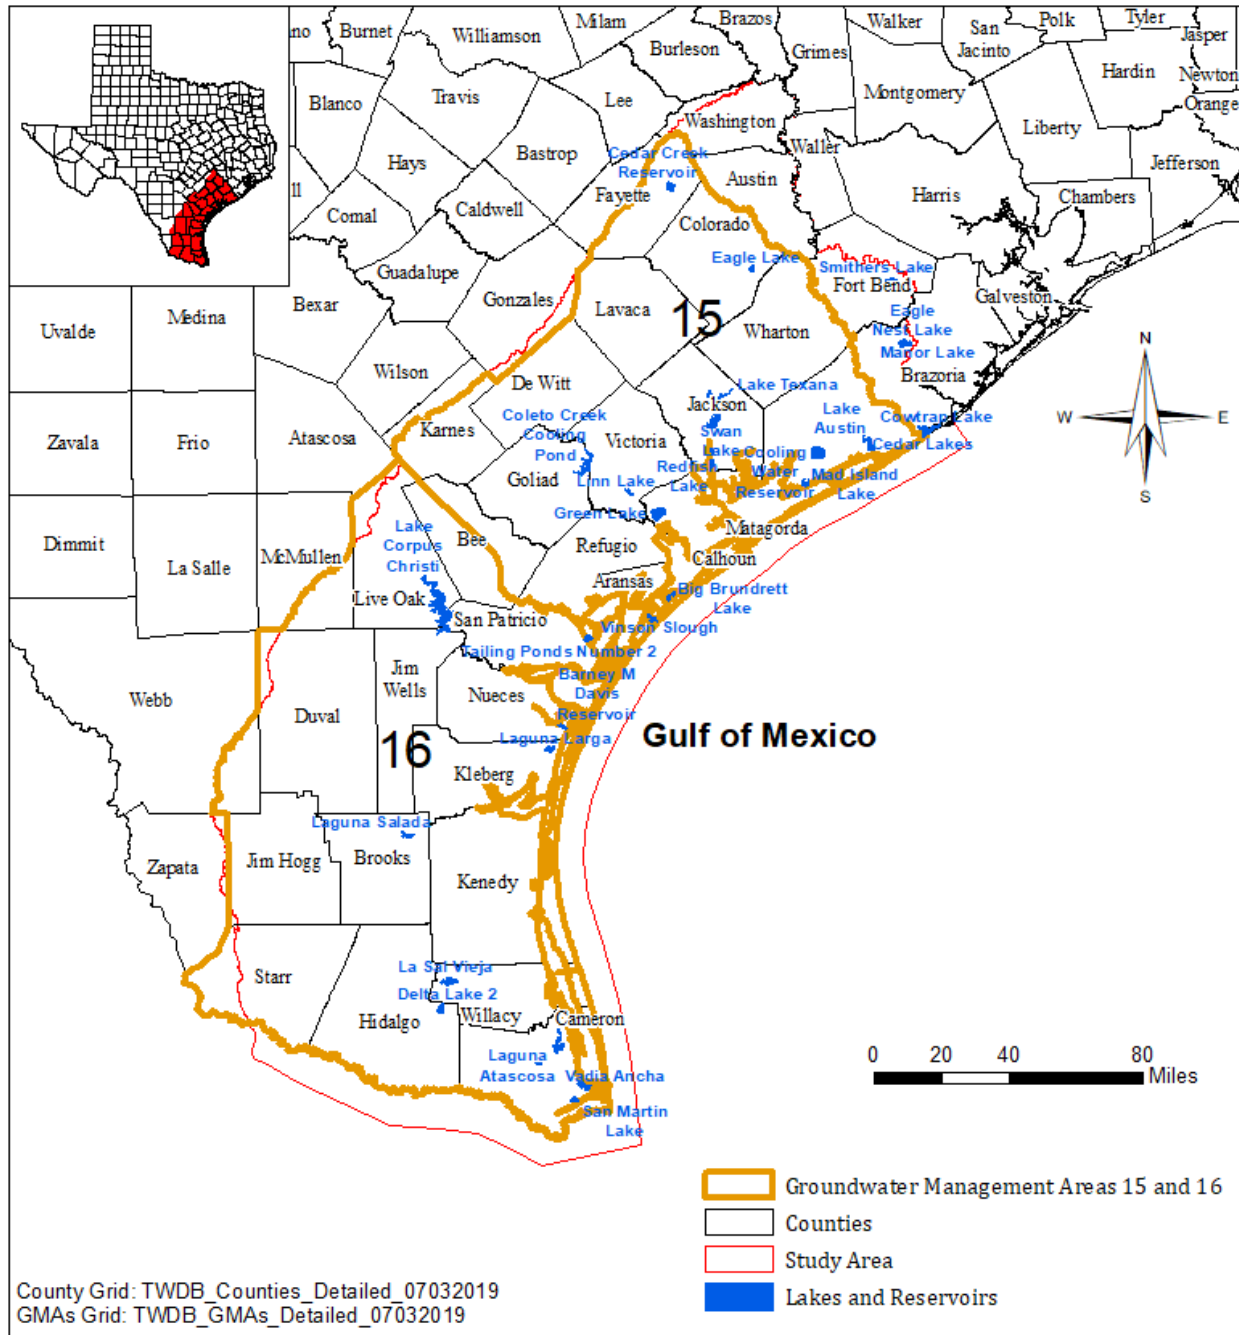 Milam
Brazos
Walker
Polk
Tyler
no
Burnet
Williamson
Burleson
Grimes
San
Jacinto
Jasper
Hardin
Newton
Orange
Blanco
Travis
Lee
Montgomery
Washington
Liberty
Waller
Bastrop
Cedar Creek
Reservoir
Hays
Jefferson
ll
Caldwell
Fayette
Austin
Harris
Chambers
Comal
Colorado
Guadalupe
Eagle Lake
Smithers Lake
Fort Bend
Bexar
Gonzales
Galveston
Medina
Lavaca
15
Eagle
Nest Lake
Uvalde
Wharton
Manor Lake
N
Wilson
De Witt
Brazoria
Lake Texana
Jackson
Coleto Creek
Cooling
Pond
Lake
Austin
Cowtrap Lake
W
E
Karnes
Zavala
Frio
Atascosa
Victoria
Swan
Lake
Cooling
Water
Reservoir
Cedar Lakes
Goliad
Redfish
Lake
Mad Island
Lake
Linn Lake
S
Green Lake
Lake
Corpus
Christi
Matagorda
Dimmit
Bee
Refugio
La Salle
McMullen
Calhoun
Aransas
Live Oak
Big Brundrett
Lake
San Patricio
Vinson Slough
Tailing Ponds Number 2
Jim
Wells
Barney M
Davis
Reservoir
Webb
Nueces
Duval
Gulf of Mexico
16
Laguna Larga
Kleberg
Laguna Salada
Zapata
Jim Hogg
Brooks
Kenedy
La Sal Vieja
Starr
Delta Lake 2
Hidalgo
Willacy
Cameron
Laguna
Atascosa
Vadia Ancha
San Martin
Lake
0 20 40 80
Miles
Groundwater Management Areas 15 and 16
Counties
Study Area
Lakes and Reservoirs
County Grid: TWDB_Counties_Detailed_07032019
GMAs Grid: TWDB_GMAs_Detailed_07032019